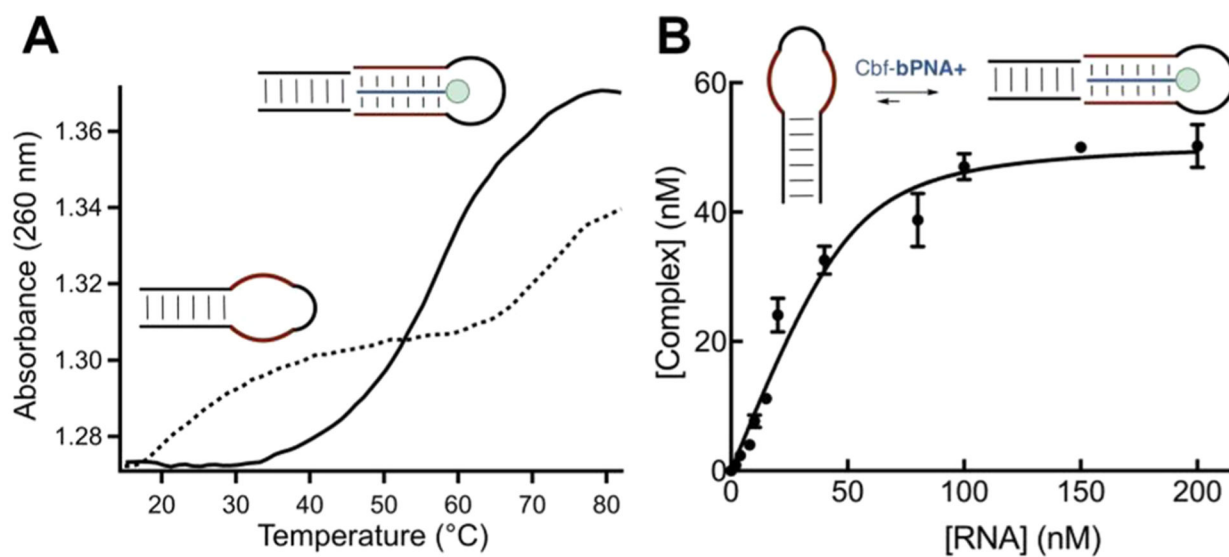 A
Absorbance (260 nm)
1.36
1.34
1.32
1.30
1.28
20 30 40 50 60 70 80
Temperature (°C)
B
Cbf-bPNA+
[Complex] (nM)
60
40
20
0
0 50 100 150 200
[RNA] (nM)